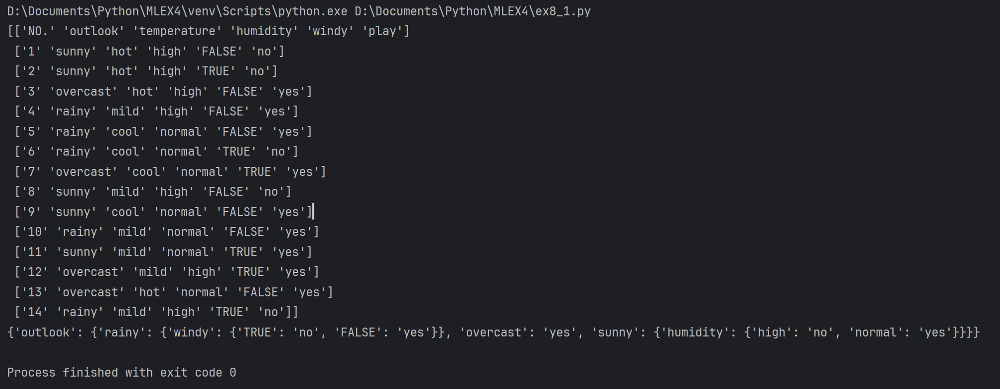 D:\Documents\Python\MLEX4\venv\Scripts\python.exe D:\Documents\Python\MLEX4\ex8_1.py
[['NO.' 'outlook' 'temperature' 'humidity' 'windy' 'play']
 ['1' 'sunny' 'hot' 'high' 'FALSE' 'no']
 ['2' 'sunny' 'hot' 'high' 'TRUE' 'no']
 ['3' 'overcast' 'hot' 'high' 'FALSE' 'yes']
 ['4' 'rainy' 'mild' 'high' 'FALSE' 'yes']
 ['5' 'rainy' 'cool' 'normal' 'FALSE' 'yes']
 ['6' 'rainy' 'cool' 'normal' 'TRUE' 'no']
 ['7' 'overcast' 'cool' 'normal' 'TRUE' 'yes']
 ['8' 'sunny' 'mild' 'high' 'FALSE' 'no']
 ['9' 'sunny' 'cool' 'normal' 'FALSE' 'yes']
 ['10' 'rainy' 'mild' 'normal' 'FALSE' 'yes']
 ['11' 'sunny' 'mild' 'normal' 'TRUE' 'yes']
 ['12' 'overcast' 'mild' 'high' 'TRUE' 'yes']
 ['13' 'overcast' 'hot' 'normal' 'FALSE' 'yes']
 ['14' 'rainy' 'mild' 'high' 'TRUE' 'no']]
{'outlook': {'rainy': {'windy': {'TRUE': 'no', 'FALSE': 'yes'}}, 'overcast': 'yes', 'sunny': {'humidity': {'high': 'no', 'normal': 'yes'}}}}
Process finished with exit code 0